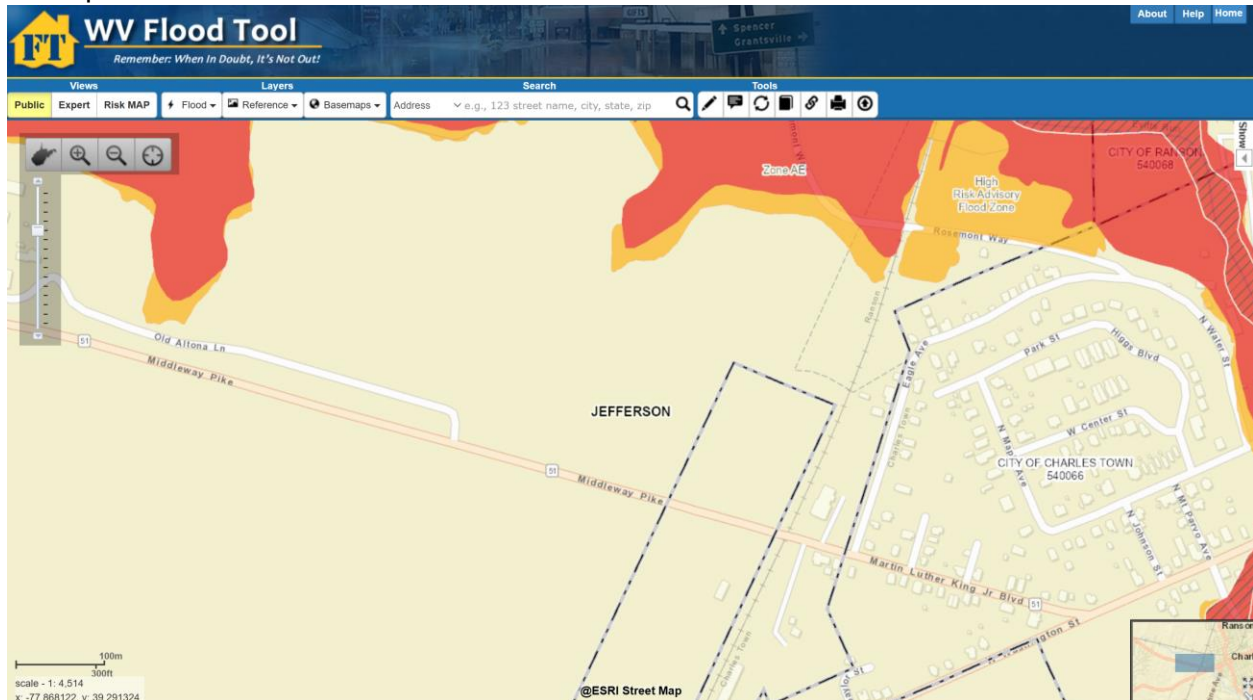 WV Flood Tool
FT
Remember: When In Doubt, It's Not Out!
GIFTS
Spencer
Grantsville
About Help Home
Views Layers Search Tools
Public Expert Risk MAP Flood Reference Basemaps Address e.g., 123 street name, city, state, zip
Show
Zone AE
CITY OF RANSON
540068
High
Risk Advisory
Flood Zone
Rosemont Way
Ranson
N Water St
Old Altona Ln
51
Middleway Pike
Eagle Ave
Park St
Higgs Blvd
JEFFERSON
W Center St
Charles Town
CITY OF CHARLES TOWN
540066
51
Middleway Pike
N Johnson St
N Mt Parvo Ave
Martin Luther King Jr Blvd 51
Charles Town
100m
300ft
scale - 1: 4,514
x: -77.868122, y: 39.291324
@ESRI Street Map